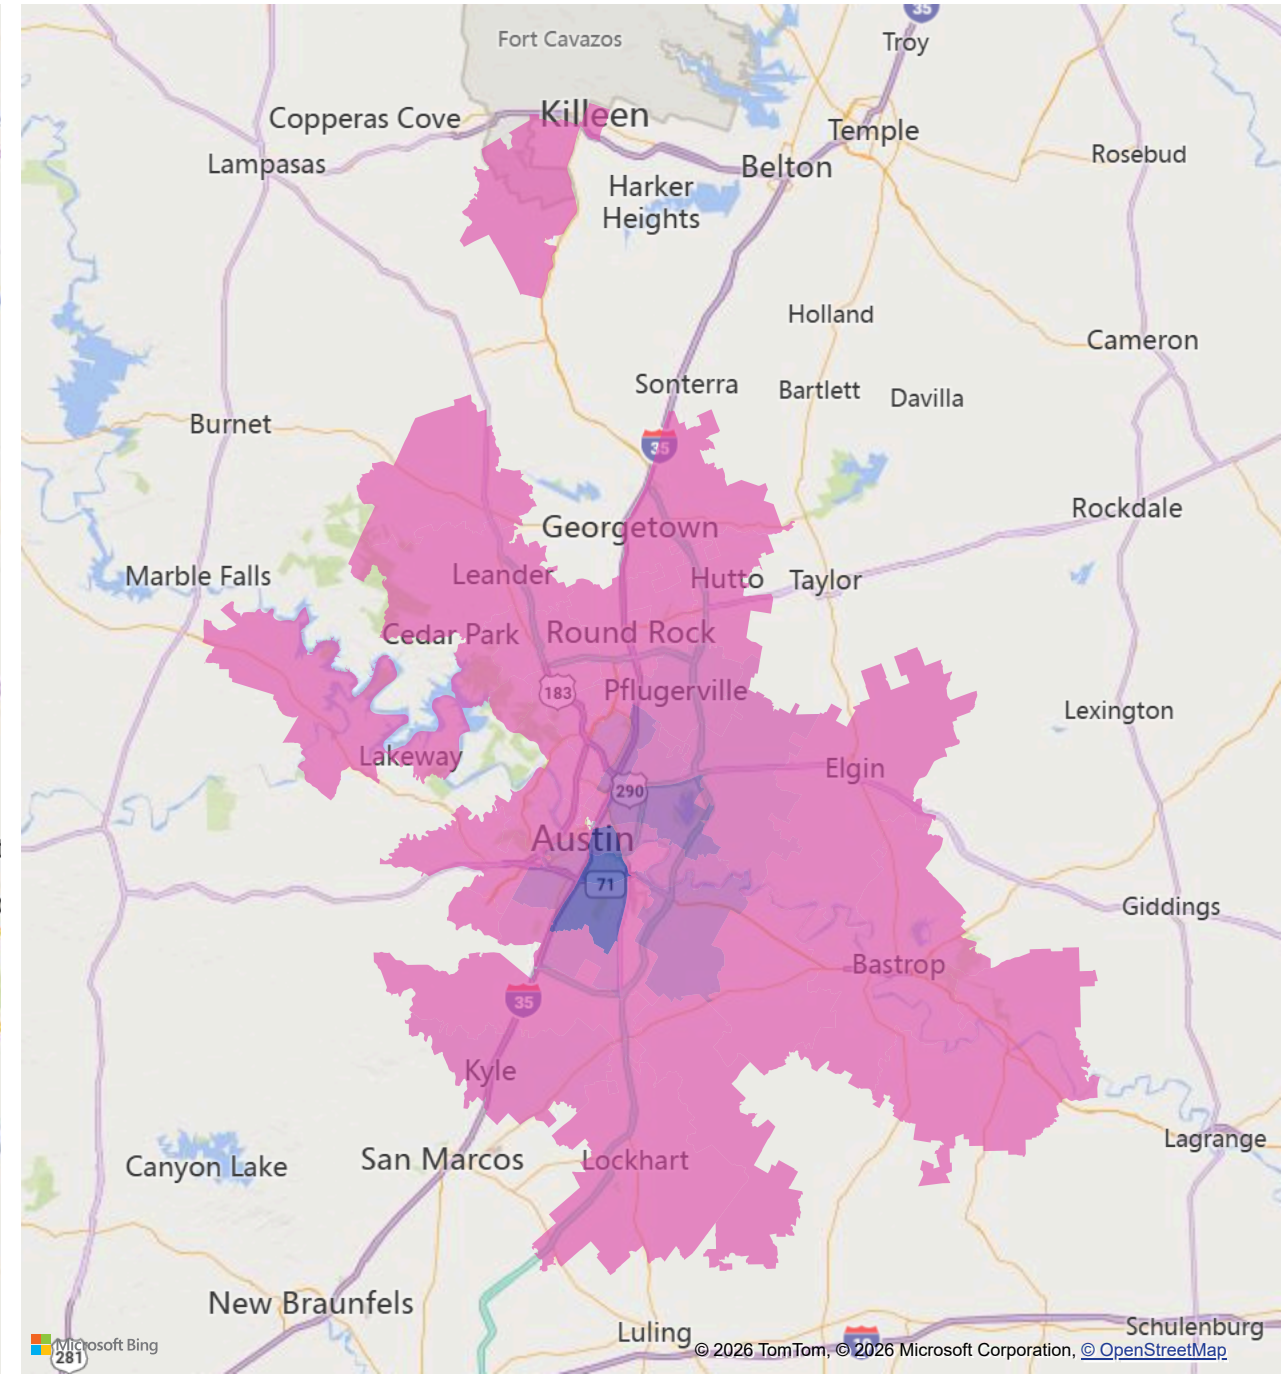 35
Fort Cavazos
Troy
Copperas Cove
Killeen
Temple
Lampasas
Belton
Rosebud
Harker
Heights
Holland
Cameron
Sonterra
Bartlett
Davilla
Burnet
35
Georgetown
Rockdale
Marble Falls
Leander
Hutto
Taylor
Cedar Park
Round Rock
183
Pflugerville
Lexington
Lakeway
Elgin
290
Austin
71
Giddings
Bastrop
35
Kyle
Lagrange
Canyon Lake
San Marcos
Lockhart
New Braunfels
Luling
Schulenburg
Microsoft Bing
281
10
© 2026 TomTom, © 2026 Microsoft Corporation, © OpenStreetMap